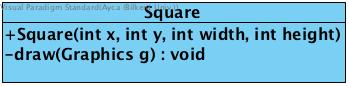 Visual Paradigm Standard(Ayca (Bilkent Univ.))
Square
+Square(int x, int y, int width, int height)
-draw(Graphics g) : void